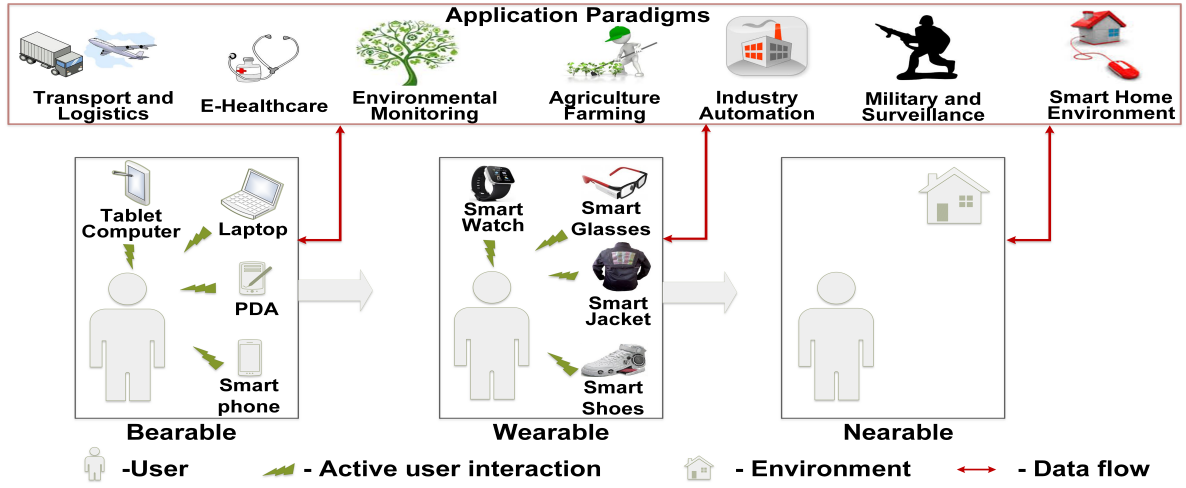 Application Paradigms
Transport and
Logistics
E-Healthcare
Environmental
Monitoring
Agriculture
Farming
Industry
Automation
Military and
Surveillance
Smart Home
Environment
Tablet
Computer
Laptop
PDA
Smart
phone
Bearable
Smart
Watch
Smart
Glasses
Smart
Jacket
Smart
Shoes
Wearable
Nearable
-User
- Active user interaction
- Environment
- Data flow